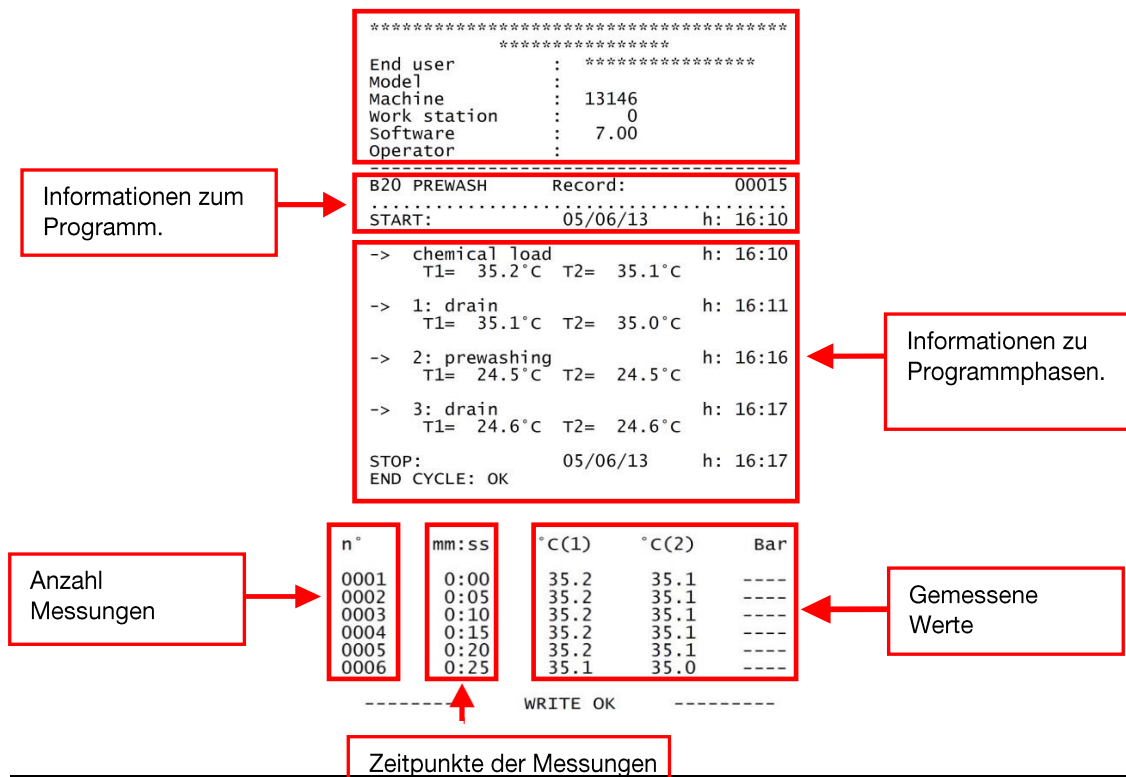 ***************************************
****************
End user : ****************
Model :
Machine : 13146
Work station : 0
Software : 7.00
Operator :
---------------------------------------
B20 PREWASH Record: 00015
.......................................
START: 05/06/13 h: 16:10
Informationen zum
Programm.
-> chemical load h: 16:10
T1= 35.2°C T2= 35.1°C
-> 1: drain h: 16:11
T1= 35.1°C T2= 35.0°C
-> 2: prewashing h: 16:16
T1= 24.5°C T2= 24.5°C
-> 3: drain h: 16:17
T1= 24.6°C T2= 24.6°C
STOP: 05/06/13 h: 16:17
END CYCLE: OK
Informationen zu
Programmphasen.
n° mm:ss °C(1) °C(2) Bar
0001 0:00 35.2 35.1 ----
0002 0:05 35.2 35.1 ----
0003 0:10 35.2 35.1 ----
0004 0:15 35.2 35.1 ----
0005 0:20 35.2 35.1 ----
0006 0:25 35.1 35.0 ----
Anzahl
Messungen
Gemessene
Werte
--------- WRITE OK ---------
Zeitpunkte der Messungen